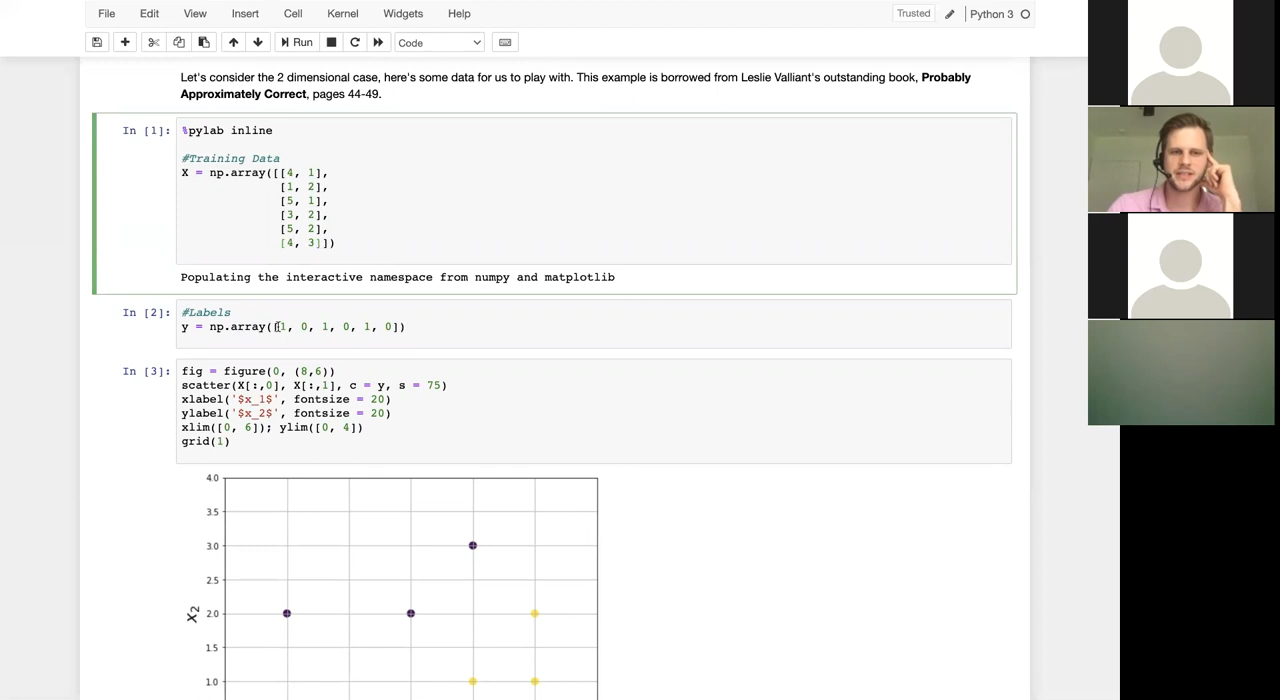 File Edit View Insert Cell Kernel Widgets Help Trusted Python 3
Run Code
Let's consider the 2 dimensional case, here's some data for us to play with. This example is borrowed from Leslie Valliant's outstanding book, Probably
Approximately Correct, pages 44-49.
In [1]: %pylab inline
#Training Data
X = np.array([[4, 1],
[1, 2],
[5, 1],
[3, 2],
[5, 2],
[4, 3]])
Populating the interactive namespace from numpy and matplotlib
In [2]: #Labels
y = np.array([1, 0, 1, 0, 1, 0])
In [3]: fig = figure(0, (8,6))
scatter(X[:,0], X[:,1], c = y, s = 75)
xlabel('$x_1$', fontsize = 20)
ylabel('$x_2$', fontsize = 20)
xlim([0, 6]); ylim([0, 4])
grid(1)
4.0
3.5
3.0
2.5
x2 2.0
1.5
1.0